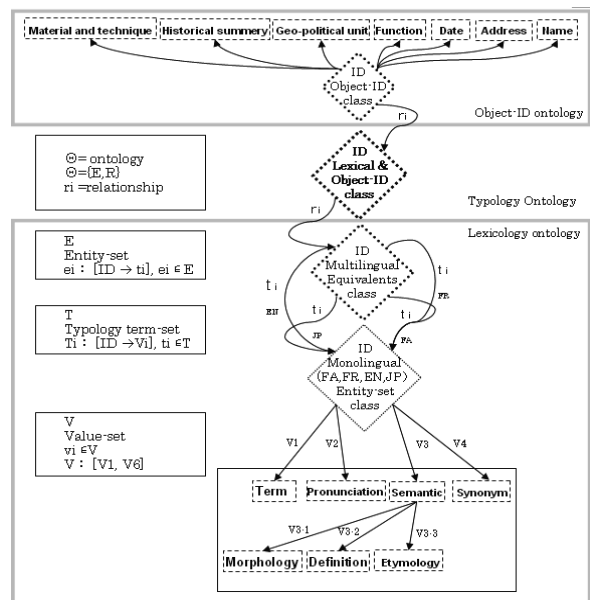 Material and technique Historical summery Geo-political unit Function Date Address Name
ID
Object-ID
class
Object-ID ontology
ri
ID
Lexical &
Object-ID
class
Θ= ontology
Θ={E,R}
ri =relationship
Typology Ontology
ri
Lexicology ontology
E
Entity-set
ei : [ID → ti], ei ∈ E
ID
Multilingual
Equivalents
class
ti
EN
ti
FR
ti
JP
ti
FA
T
Typology term-set
Ti : [ID →Vi], ti ∈T
ID
Monolingual
(FA,FR,EN,JP)
Entity-set
class
V
Value-set
vi ∈V
V : [V1, V6]
V1 V2 V3 V4
Term Pronunciation Semantic Synonym
V3-1 V3-2 V3-3
Morphology Definition Etymology